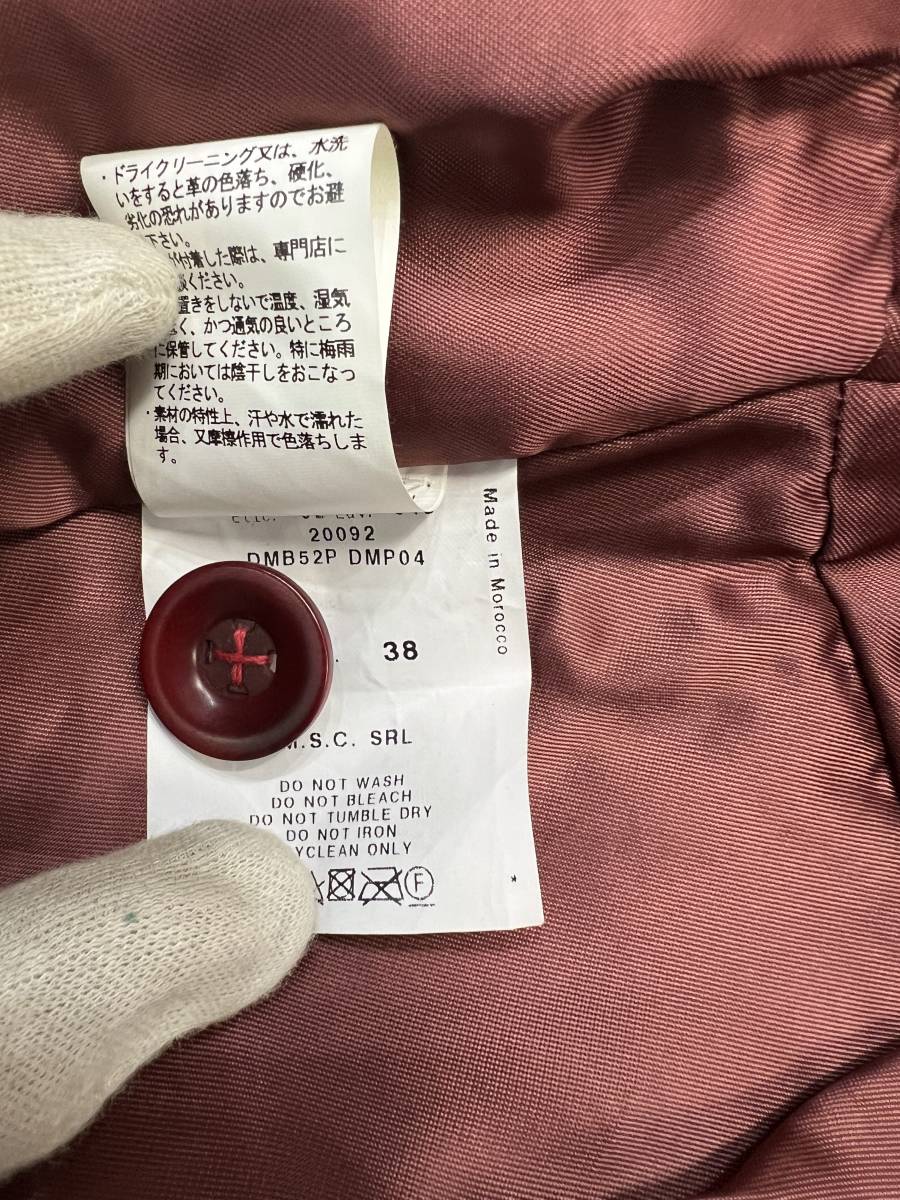 ・ドライクリーニング又は、水洗
いをすると革の色落ち、硬化、
劣化の恐れがありますのでお避
下さい。
が付着した際は、専門店に
ください。
置きをしないで温度、湿気
く、かつ通気の良いところ
に保管してください。特に梅雨
期においては陰干しをおこなっ
てください。
・素材の特性上、汗や水で濡れた
場合、又摩擦作用で色落ちしま
す。
20092
DMB52P DMP04
Made in Morocco
38
M.S.C. SRL
DO NOT WASH
DO NOT BLEACH
DO NOT TUMBLE DRY
DO NOT IRON
YCLEAN ONLY
F
*